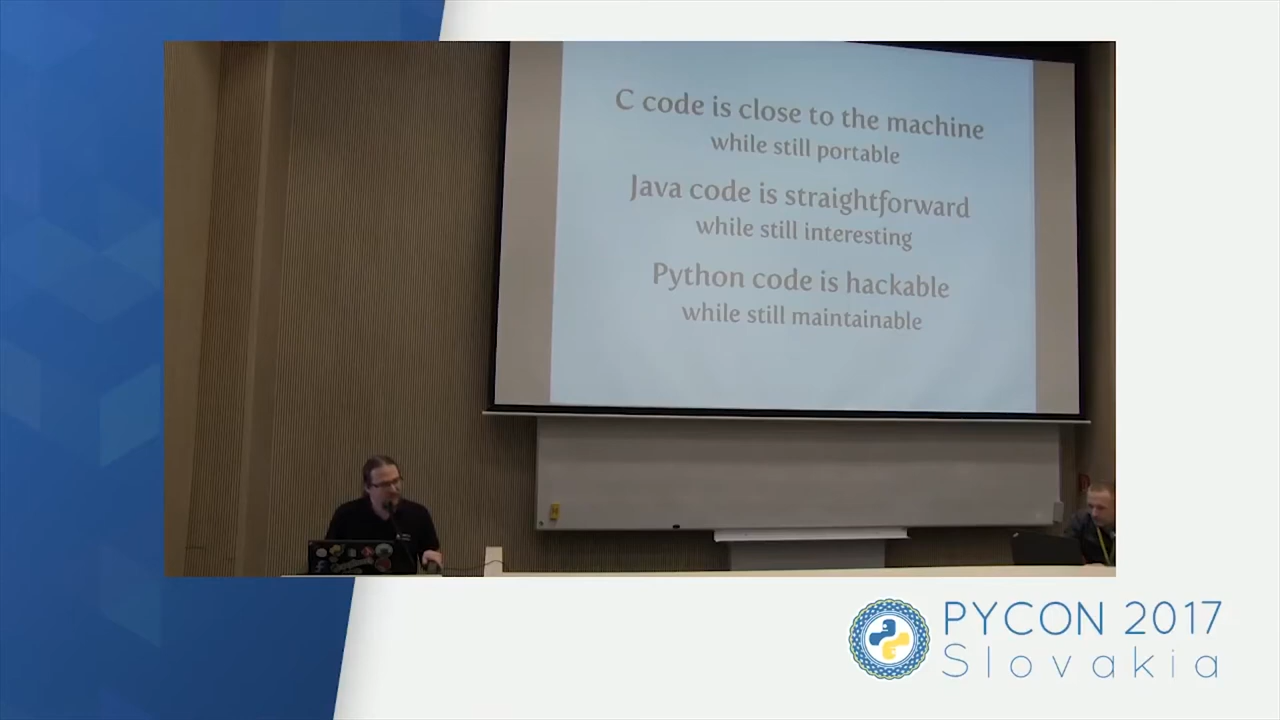 C code is close to the machine
while still portable
Java code is straightforward
while still interesting
Python code is hackable
while still maintainable
PYCON 2017
Slovakia